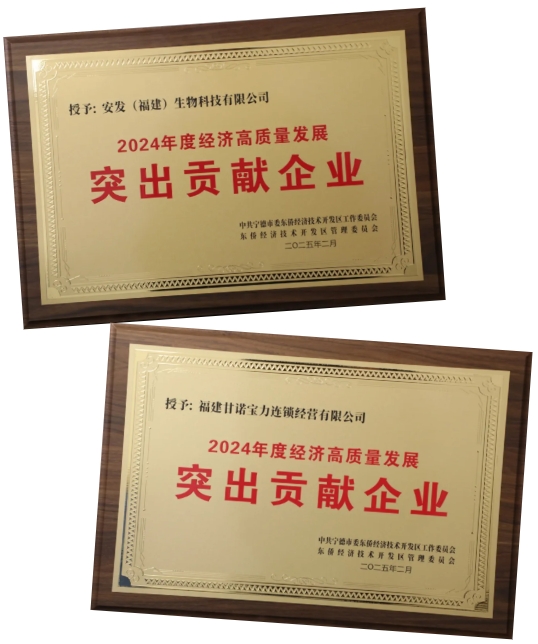 授予: 安发（福建）生物科技有限公司
2024年度经济高质量发展
突出贡献企业
中共宁德市委东侨经济技术开发区工作委员会
东侨经济技术开发区管理委员会
二〇二五年二月
授予: 福建甘诺宝力连锁经营有限公司
2024年度经济高质量发展
突出贡献企业
中共宁德市委东侨经济技术开发区工作委员会
东侨经济技术开发区管理委员会
二〇二五年二月